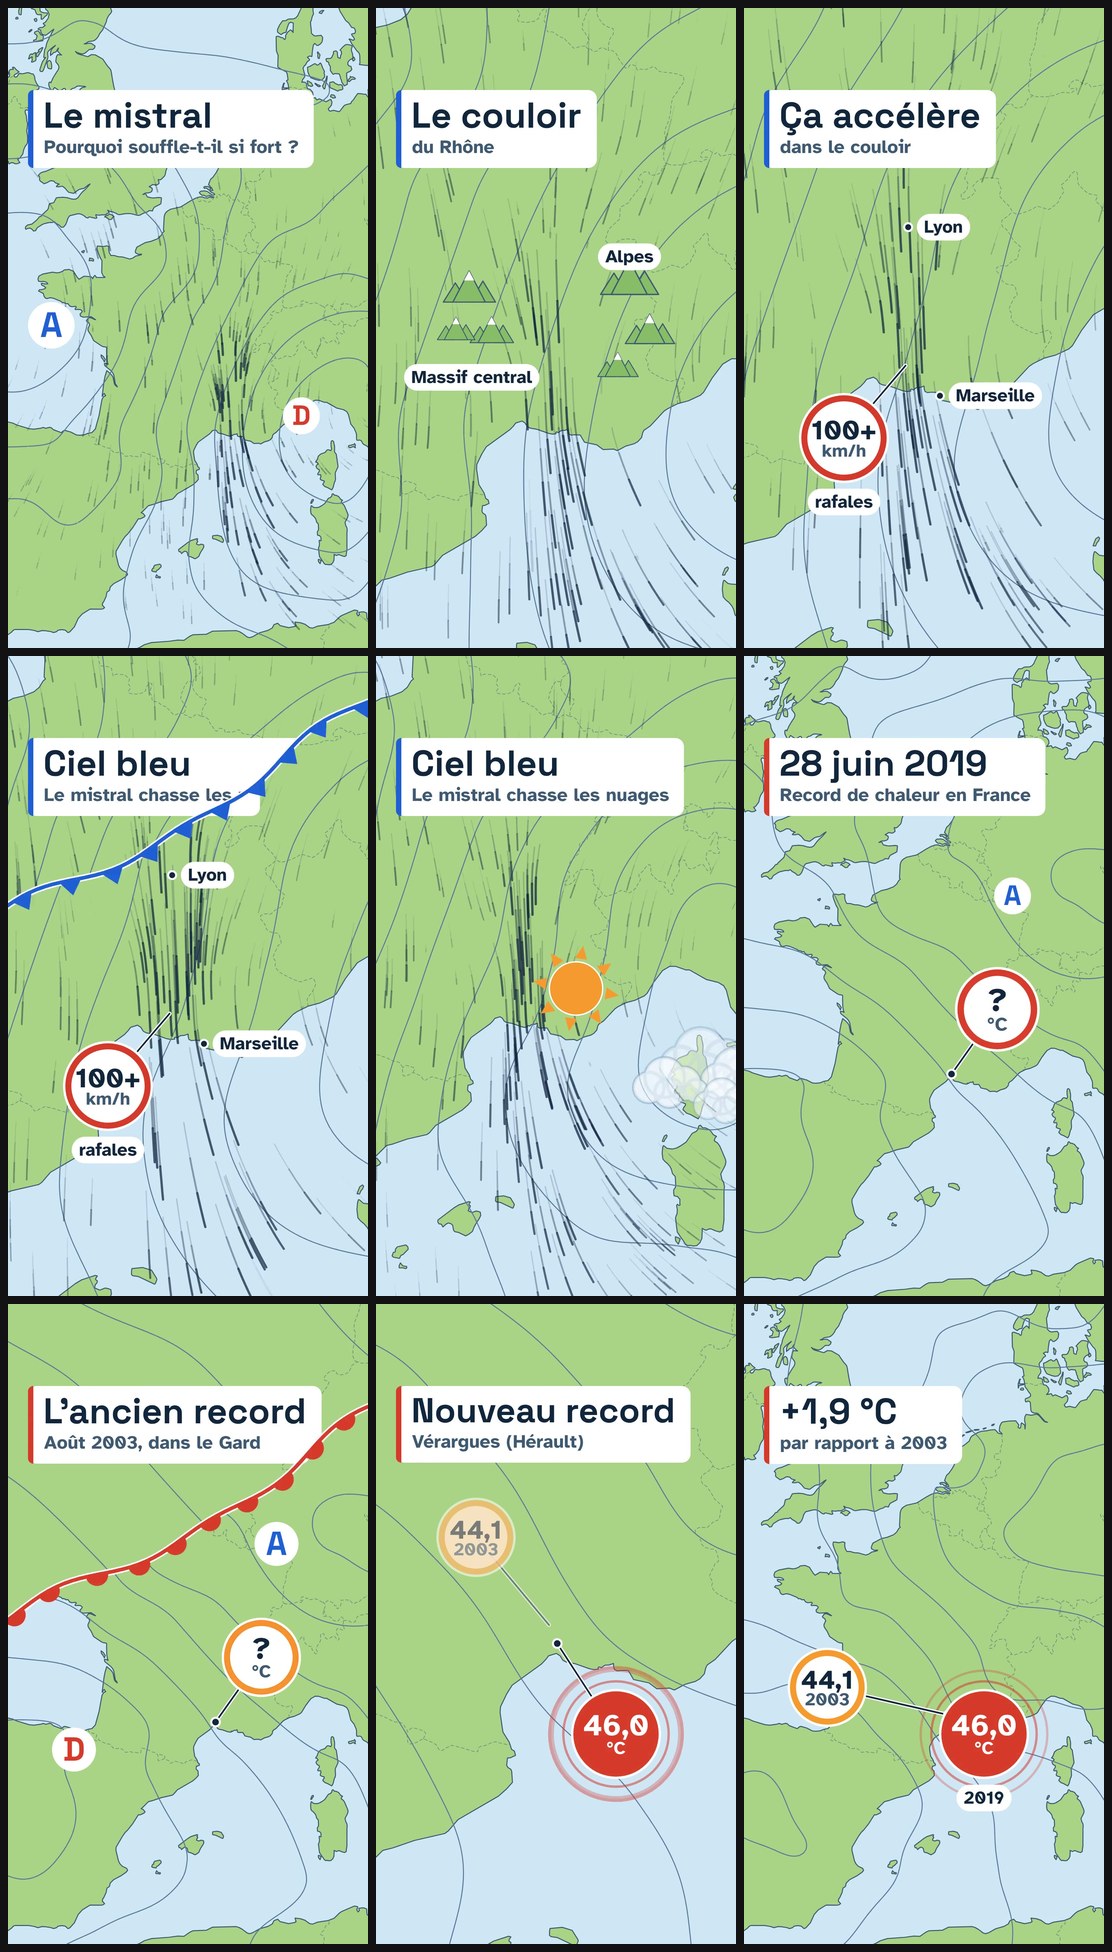 Le mistral
Pourquoi souffle-t-il si fort ?
A
D
Le couloir
du Rhône
Alpes
Massif central
Ça accélère
dans le couloir
Lyon
Marseille
100+
km/h
rafales
Ciel bleu
Le mistral chasse les
Lyon
Marseille
100+
km/h
rafales
Ciel bleu
Le mistral chasse les nuages
28 juin 2019
Record de chaleur en France
A
?
°C
L'ancien record
Août 2003, dans le Gard
A
?
°C
D
Nouveau record
Vérargues (Hérault)
44,1
2003
46,0
°C
+1,9 °C
par rapport à 2003
44,1
2003
46,0
°C
2019